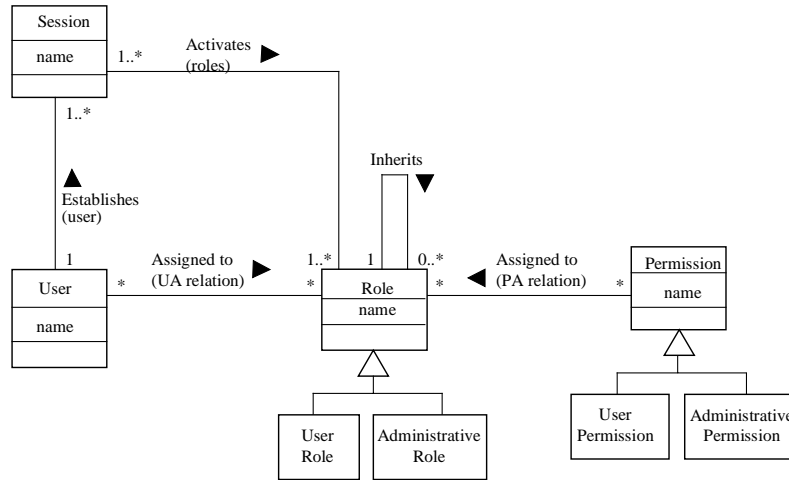 Session
name
1..*
Activates
(roles)
1..*
Inherits
Establishes
(user)
1
Assigned to
(UA relation)
1..*
1
0..*
Assigned to
(PA relation)
Permission
User
*
*
Role
*
*
name
name
name
User
Role
Administrative
Role
User
Permission
Administrative
Permission